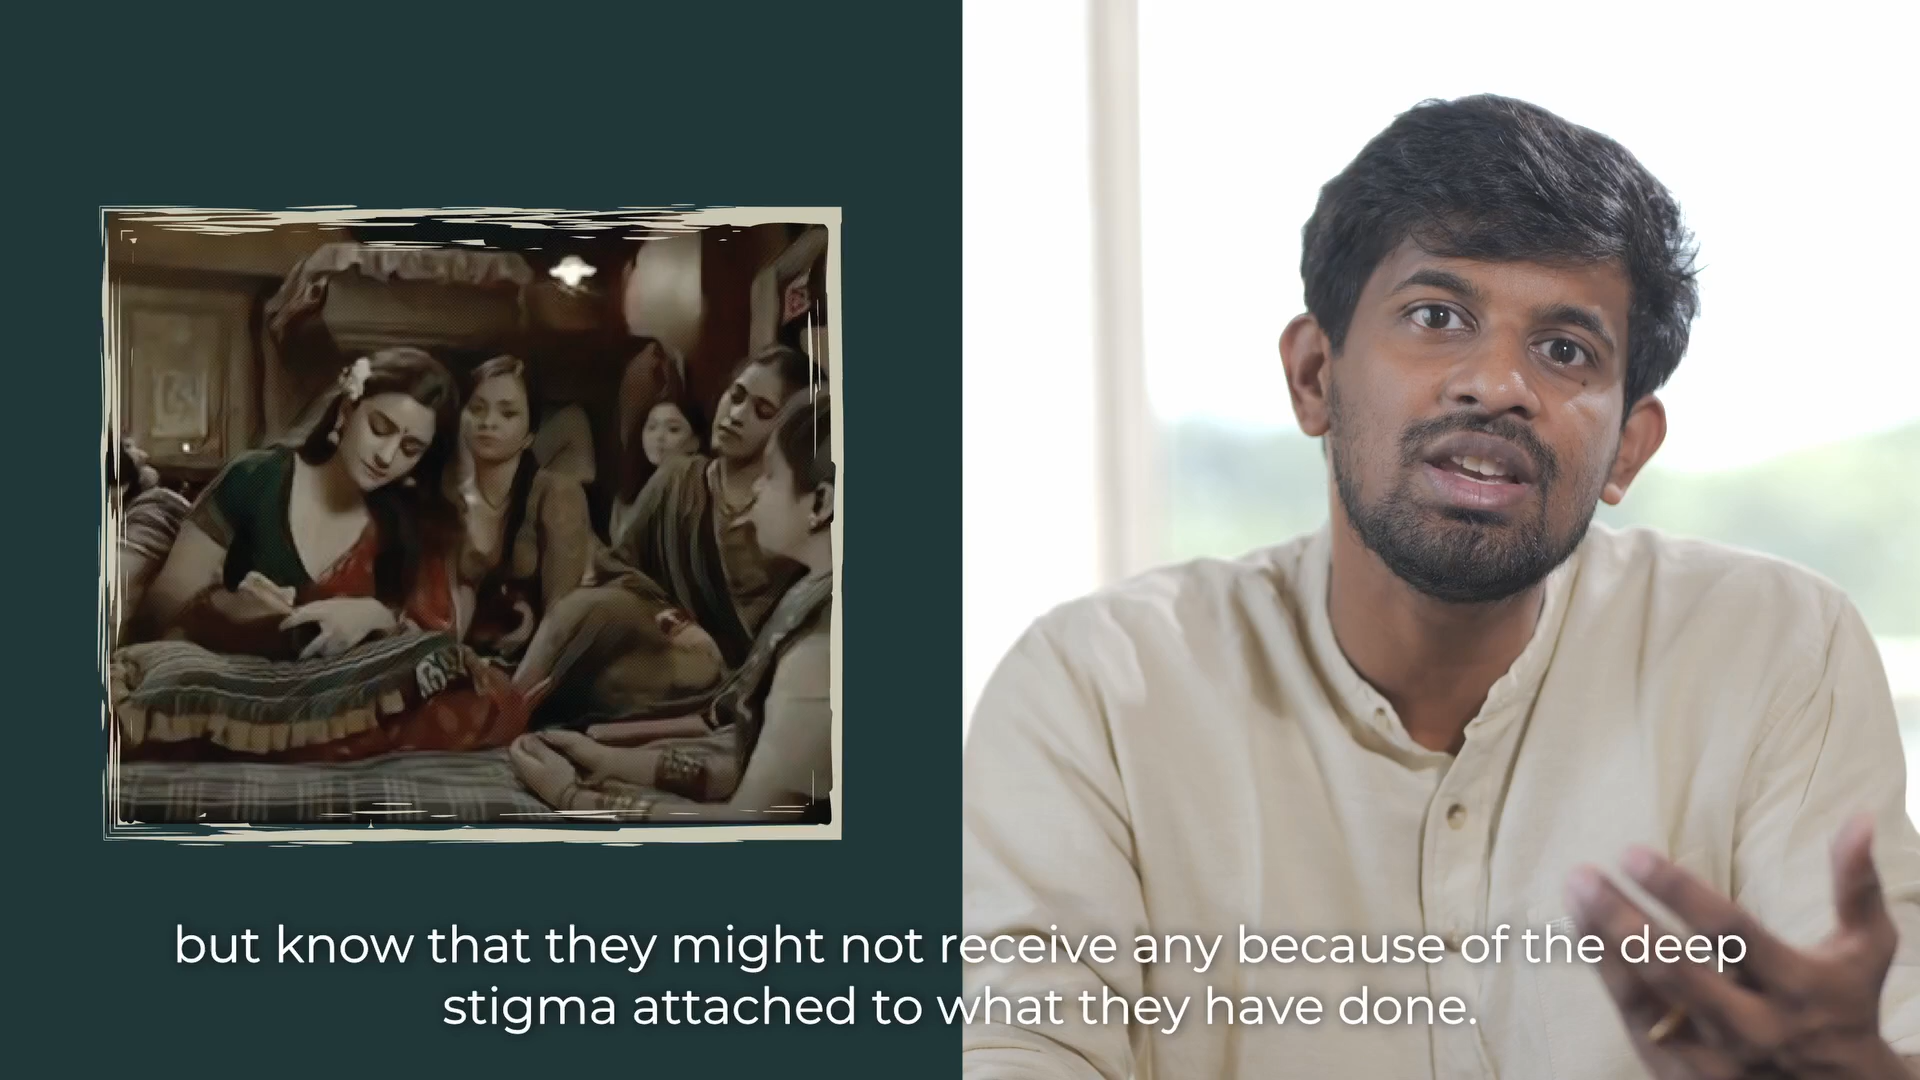 but know that they might not receive any because of the deep
stigma attached to what they have done.